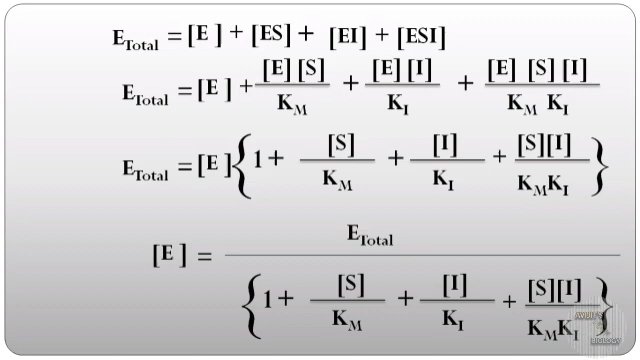 E_Total = [E ] + [ES] + [EI] + [ESI]
E_Total = [E ] + [E] [S] / K_M + [E] [I] / K_I + [E] [S] [I] / K_M K_I
E_Total = [E ] { 1 + [S] / K_M + [I] / K_I + [S][I] / K_M K_I }
[E ] = E_Total / { 1 + [S] / K_M + [I] / K_I + [S][I] / K_M K_I }
BIOLOGY